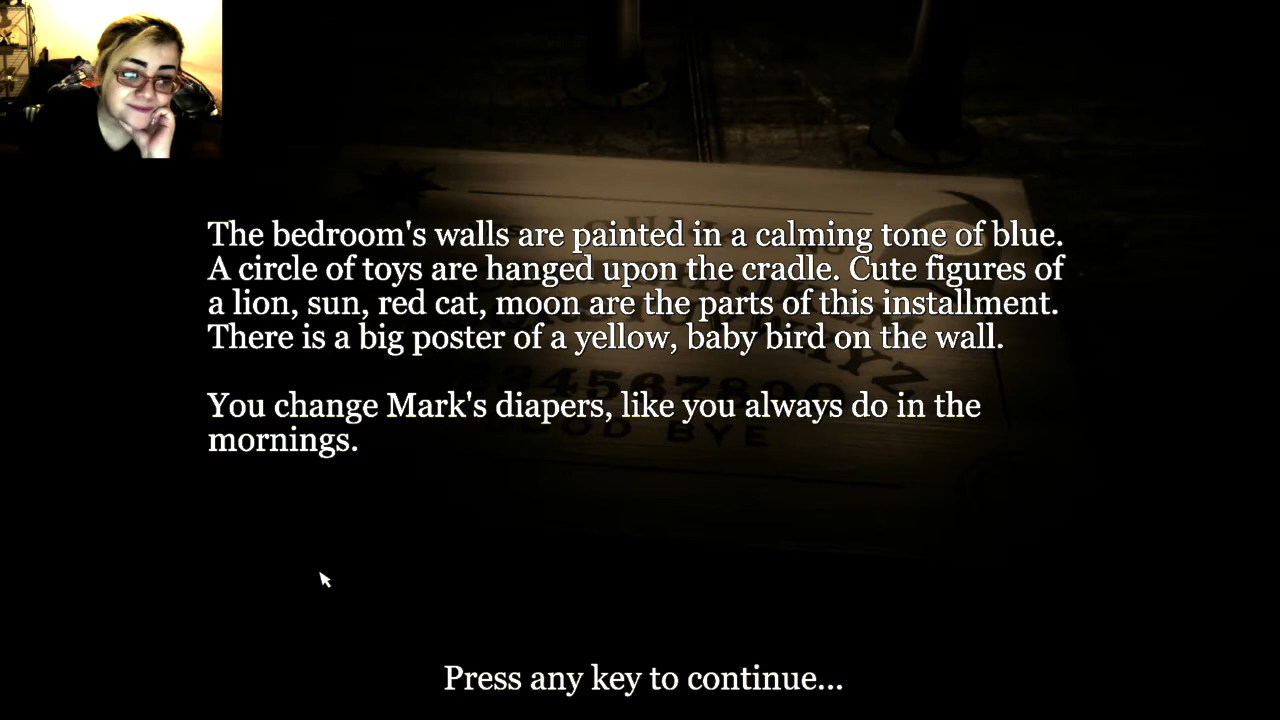 The bedroom's walls are painted in a calming tone of blue.
A circle of toys are hanged upon the cradle. Cute figures of
a lion, sun, red cat, moon are the parts of this installment.
There is a big poster of a yellow, baby bird on the wall.
You change Mark's diapers, like you always do in the
mornings.
GOOD BYE
Press any key to continue...